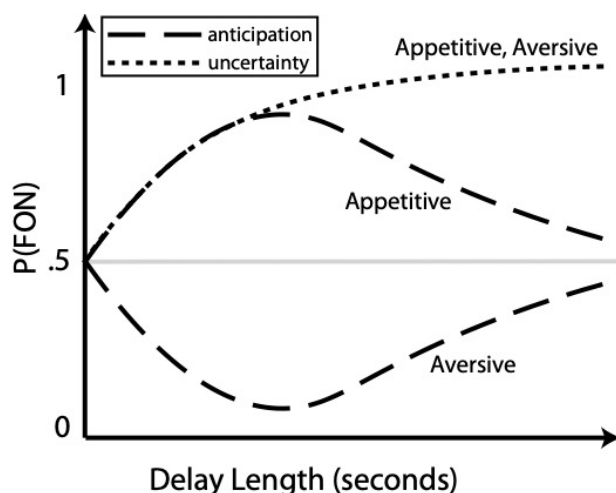 anticipation
uncertainty
Appetitive, Aversive
1
P(FON)
Appetitive
.5
Aversive
0
Delay Length (seconds)